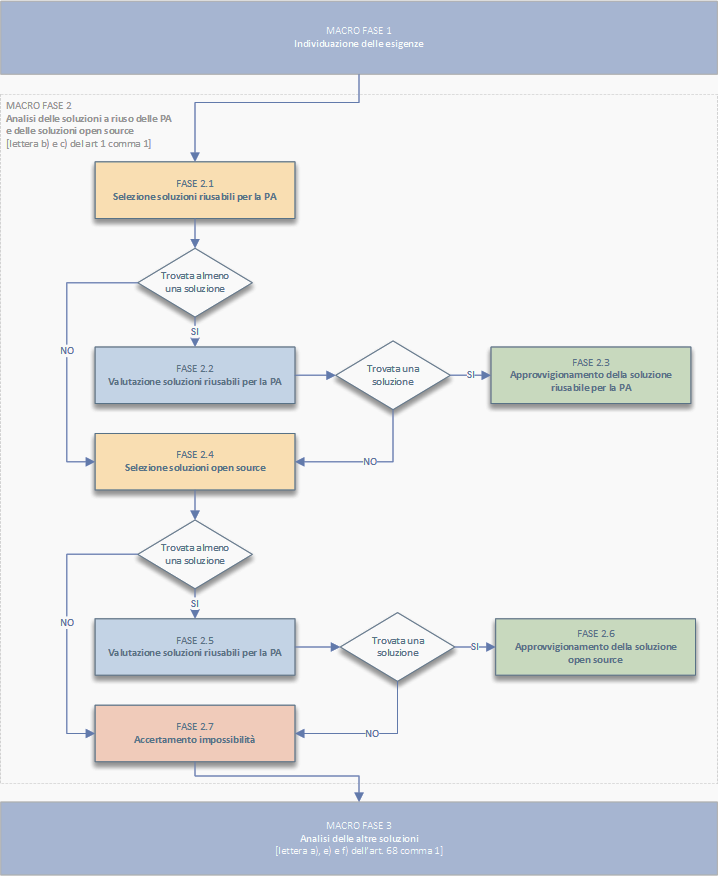 MACRO FASE 1
Individuazione delle esigenze
MACRO FASE 2
Analisi delle soluzioni a riuso delle PA
e delle soluzioni open source
[lettera b) e c) del art 1 comma 1]
FASE 2.1
Selezione soluzioni riusabili per la PA
Trovata almeno
una soluzione
SI
NO
FASE 2.2
Valutazione soluzioni riusabili per la PA
Trovata una
soluzione
SI
FASE 2.3
Approvvigionamento della soluzione
riusabile per la PA
NO
FASE 2.4
Selezione soluzioni open source
Trovata almeno
una soluzione
SI
NO
FASE 2.5
Valutazione soluzioni riusabili per la PA
Trovata una
soluzione
SI
FASE 2.6
Approvvigionamento della soluzione
open source
NO
FASE 2.7
Accertamento impossibilità
MACRO FASE 3
Analisi delle altre soluzioni
[lettera a), e) e f) dell'art. 68 comma 1]